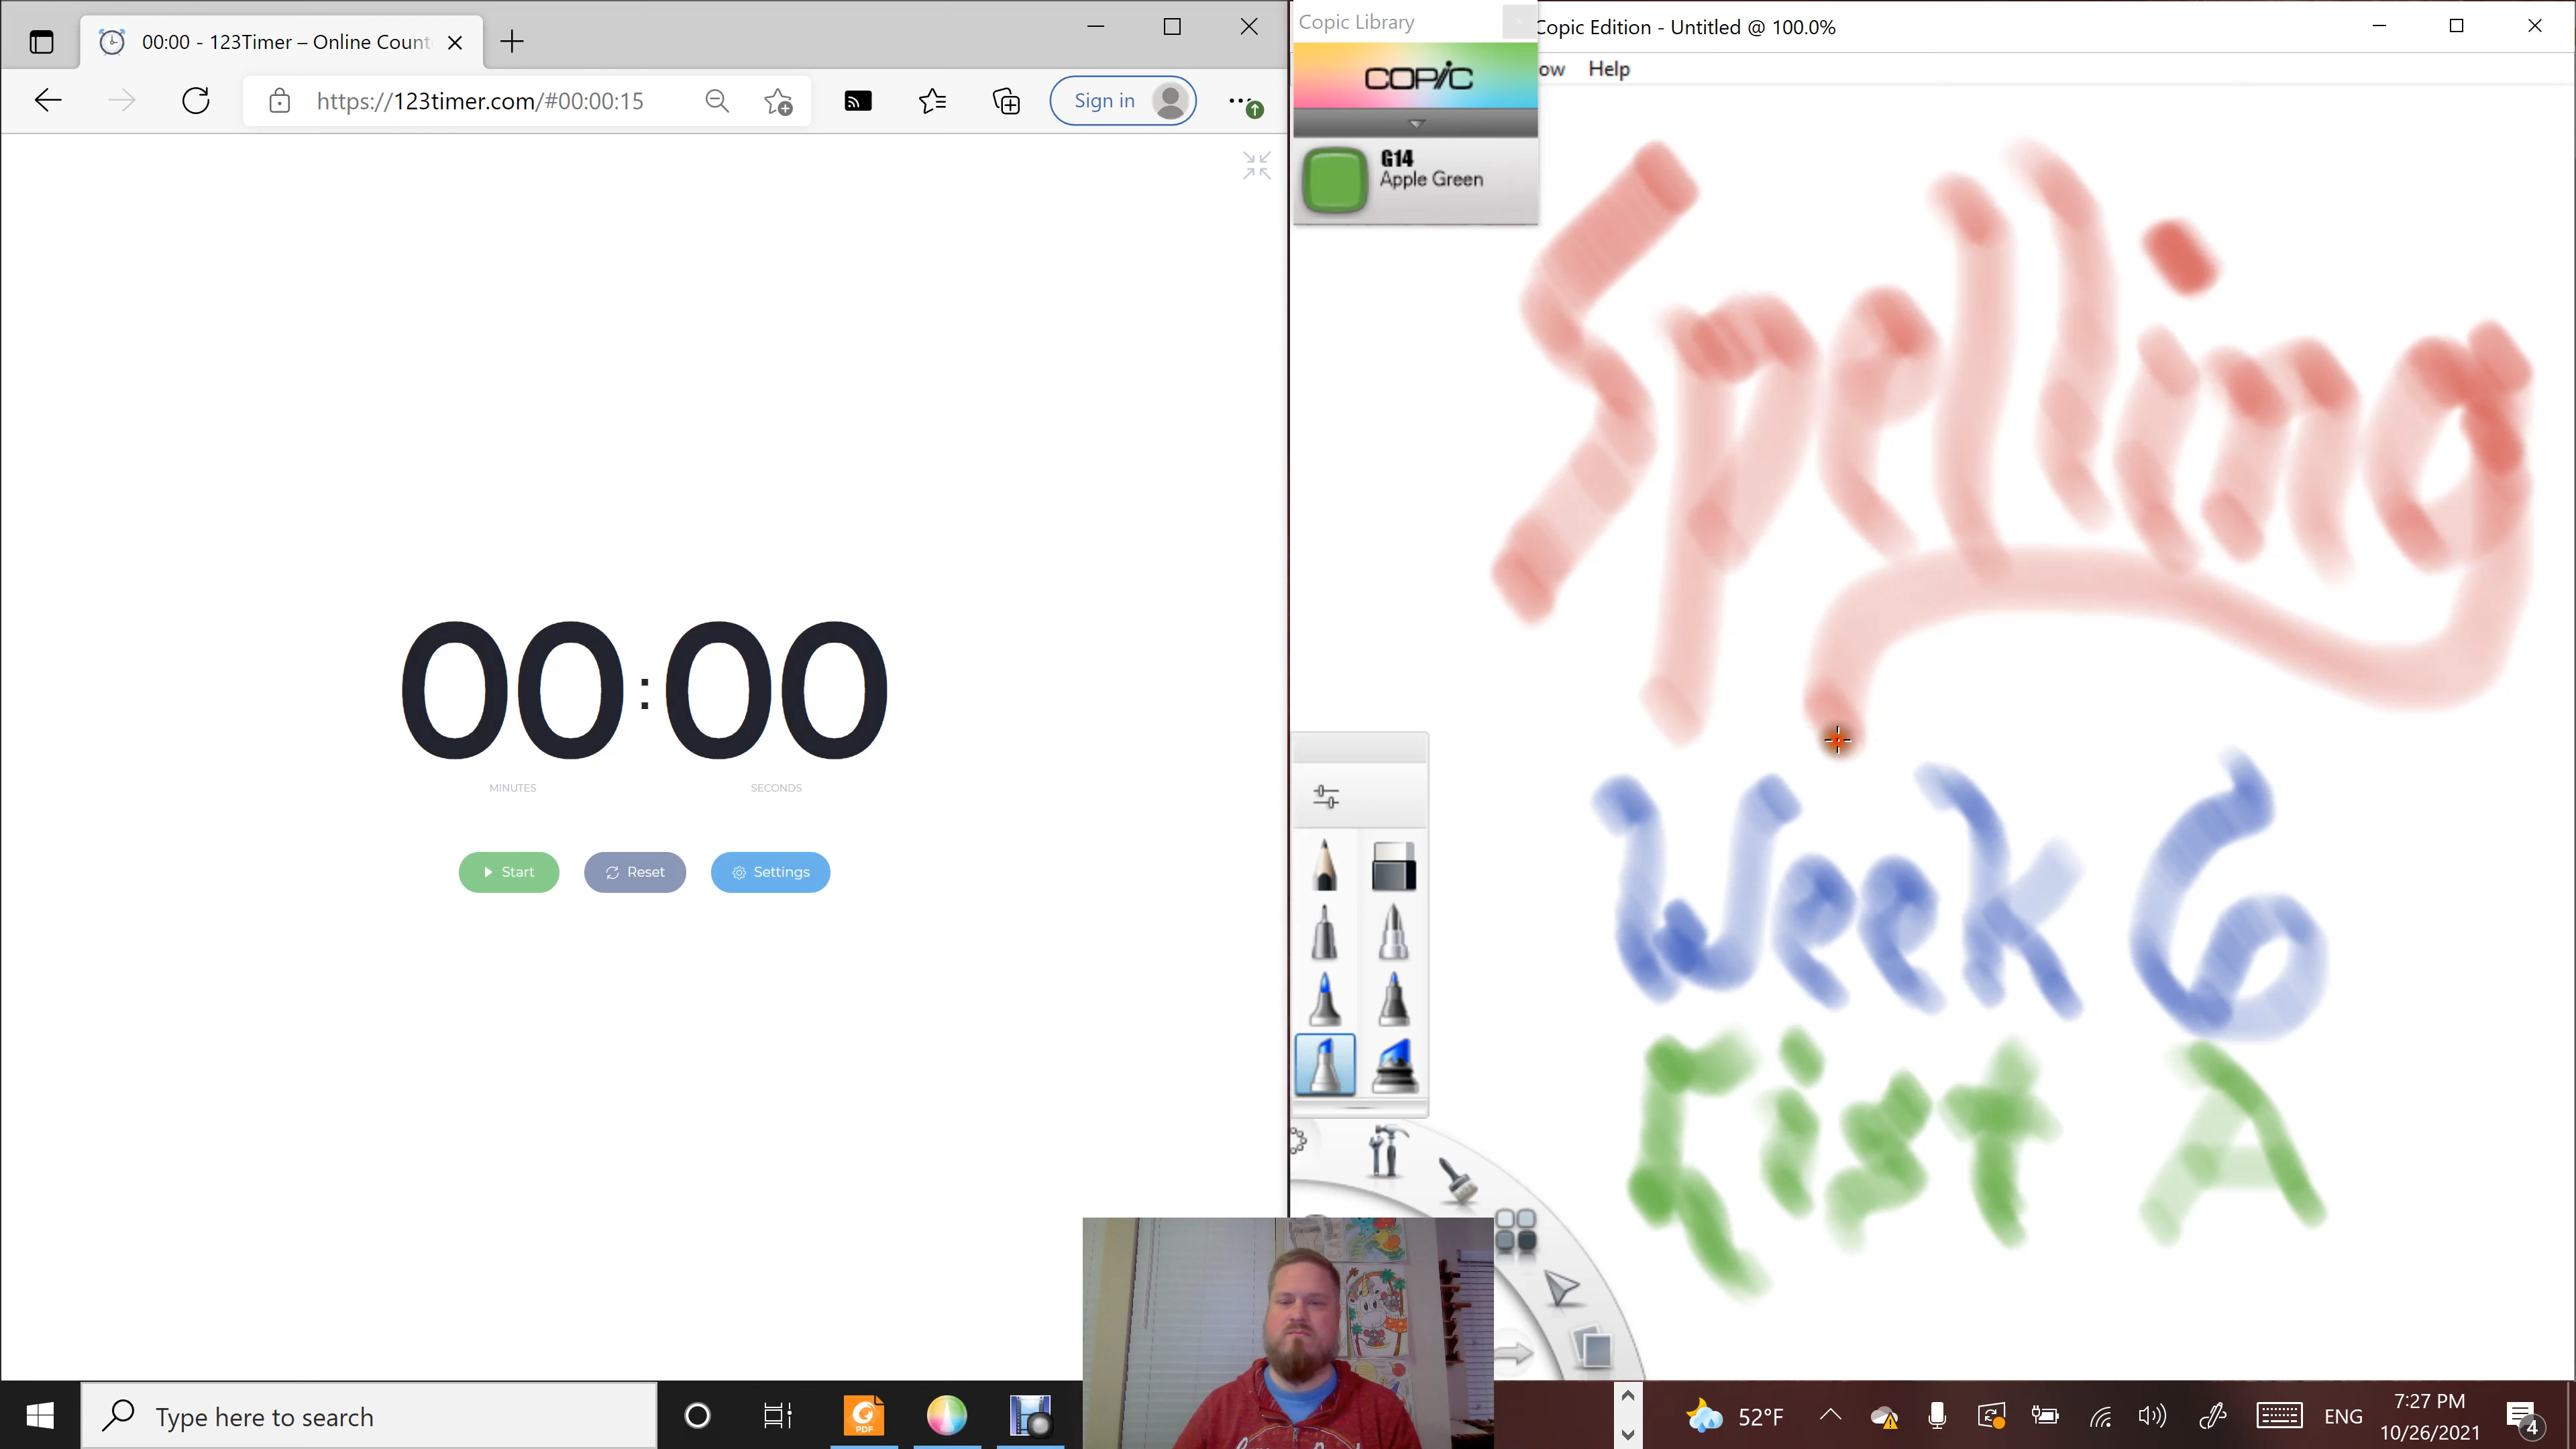 00:00 - 123Timer – Online Count
https://123timer.com/#00:00:15
Sign in
00:00
MINUTES
SECONDS
Start
Reset
Settings
Copic Library
Copic Edition - Untitled @ 100.0%
ow Help
COPIC
G14
Apple Green
Spelling
Week 6
List A
Type here to search
PDF
52°F
ENG
7:27 PM
10/26/2021
4